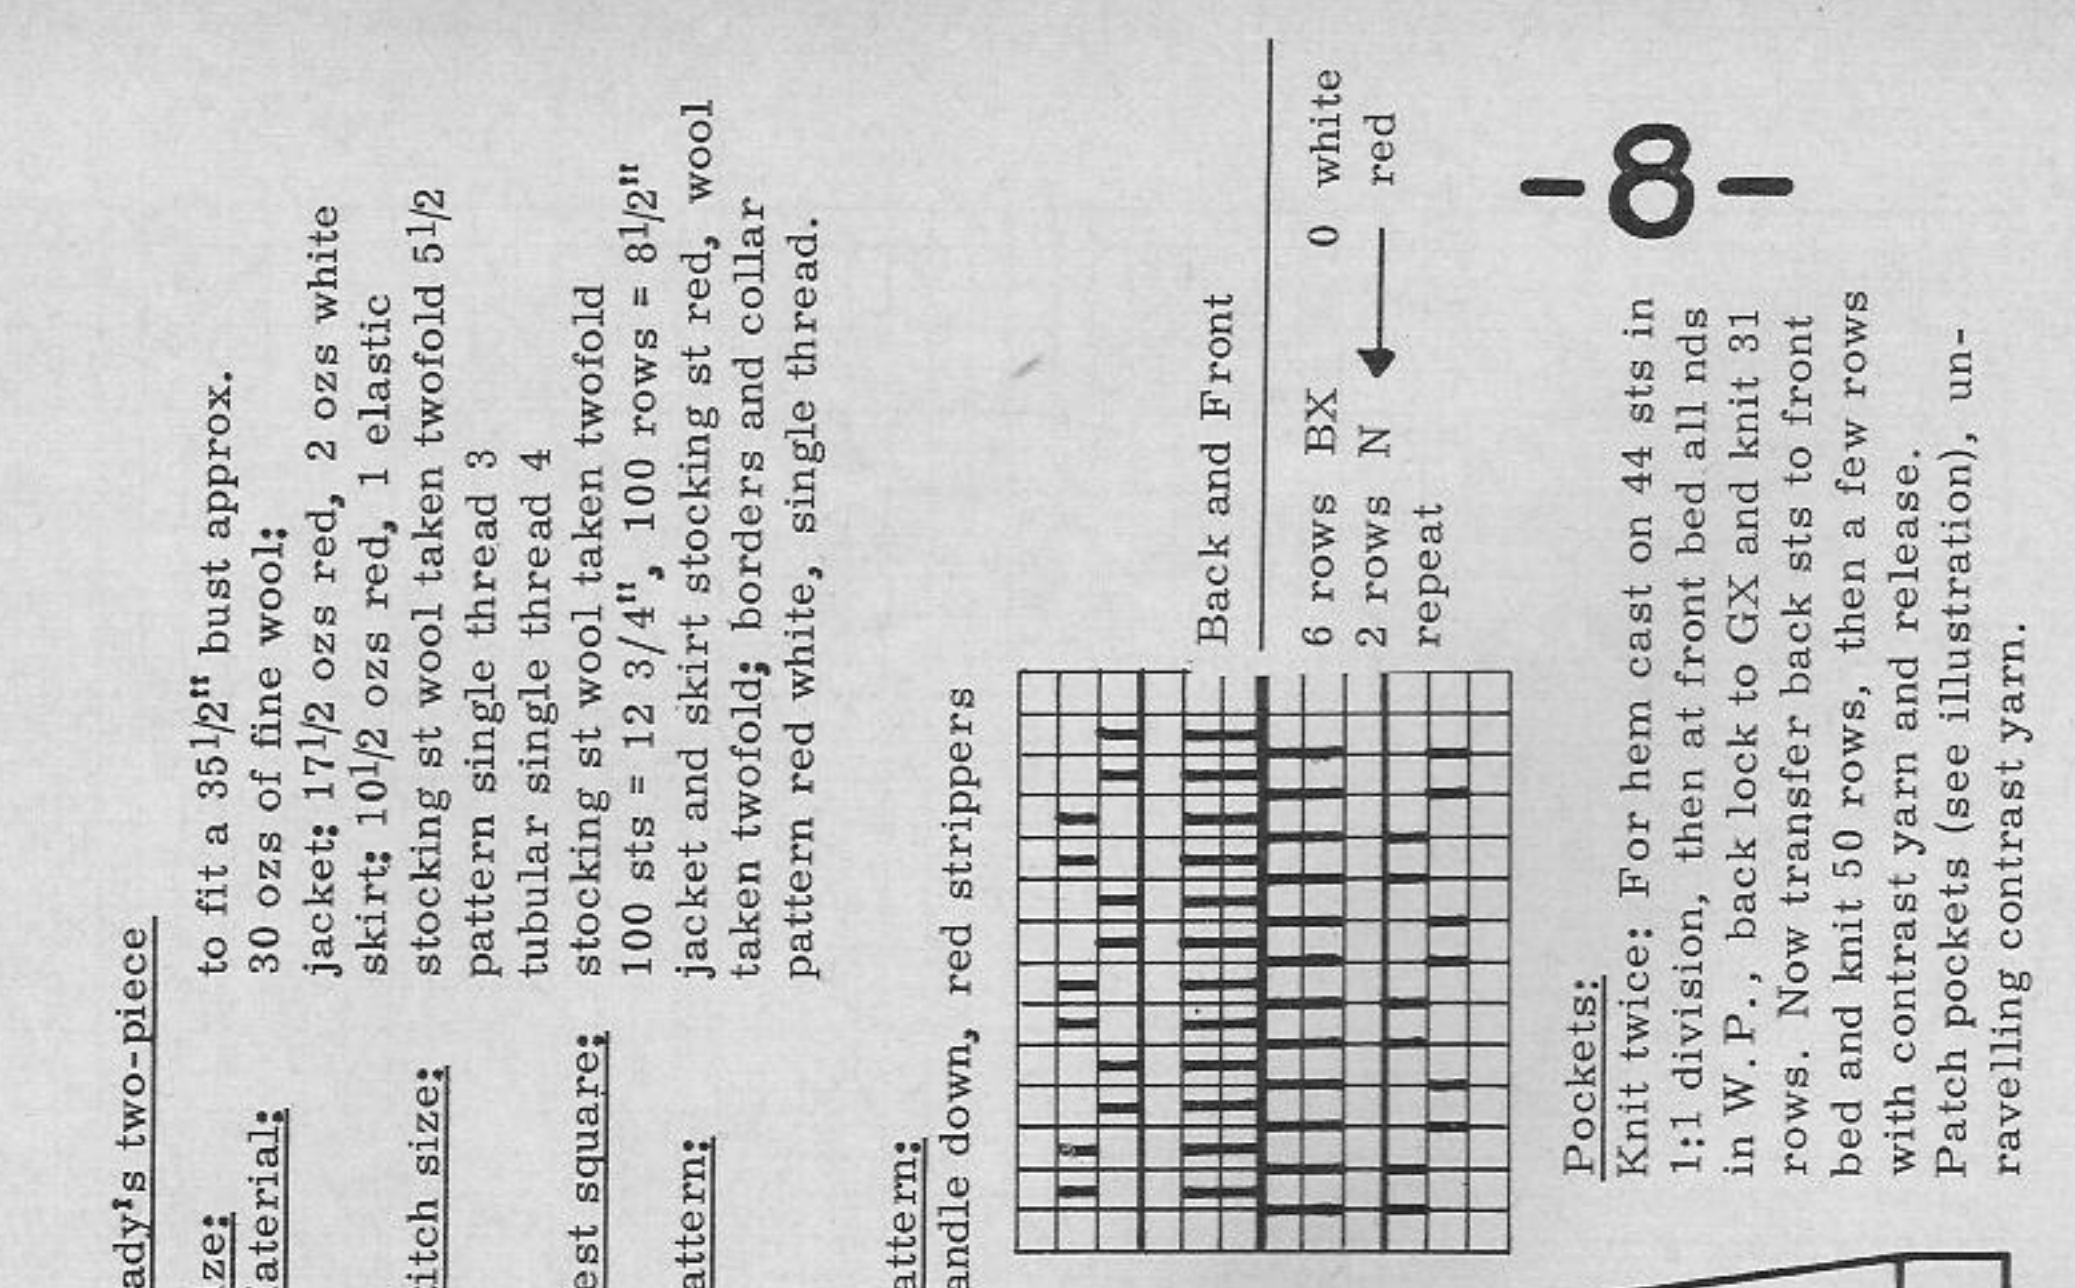 ady's two-piece
ze: to fit a 35 1/2" bust approx.
aterial: 30 ozs of fine wool:
jacket: 17 1/2 ozs red, 2 ozs white
skirt: 10 1/2 ozs red, 1 elastic
itch size: stocking st wool taken twofold 5 1/2
pattern single thread 3
tubular single thread 4
est square: stocking st wool taken twofold
100 sts = 12 3/4", 100 rows = 8 1/2"
attern: jacket and skirt stocking st red, wool
taken twofold; borders and collar
pattern red white, single thread.
attern:
andle down, red strippers
Back and Front
6 rows BX 0 white
2 rows N ← red
repeat
Pockets:
Knit twice: For hem cast on 44 sts in
1:1 division, then at front bed all nds
in W. P., back lock to GX and knit 31
rows. Now transfer back sts to front
bed and knit 50 rows, then a few rows
with contrast yarn and release.
Patch pockets (see illustration), un-
ravelling contrast yarn.
-8-